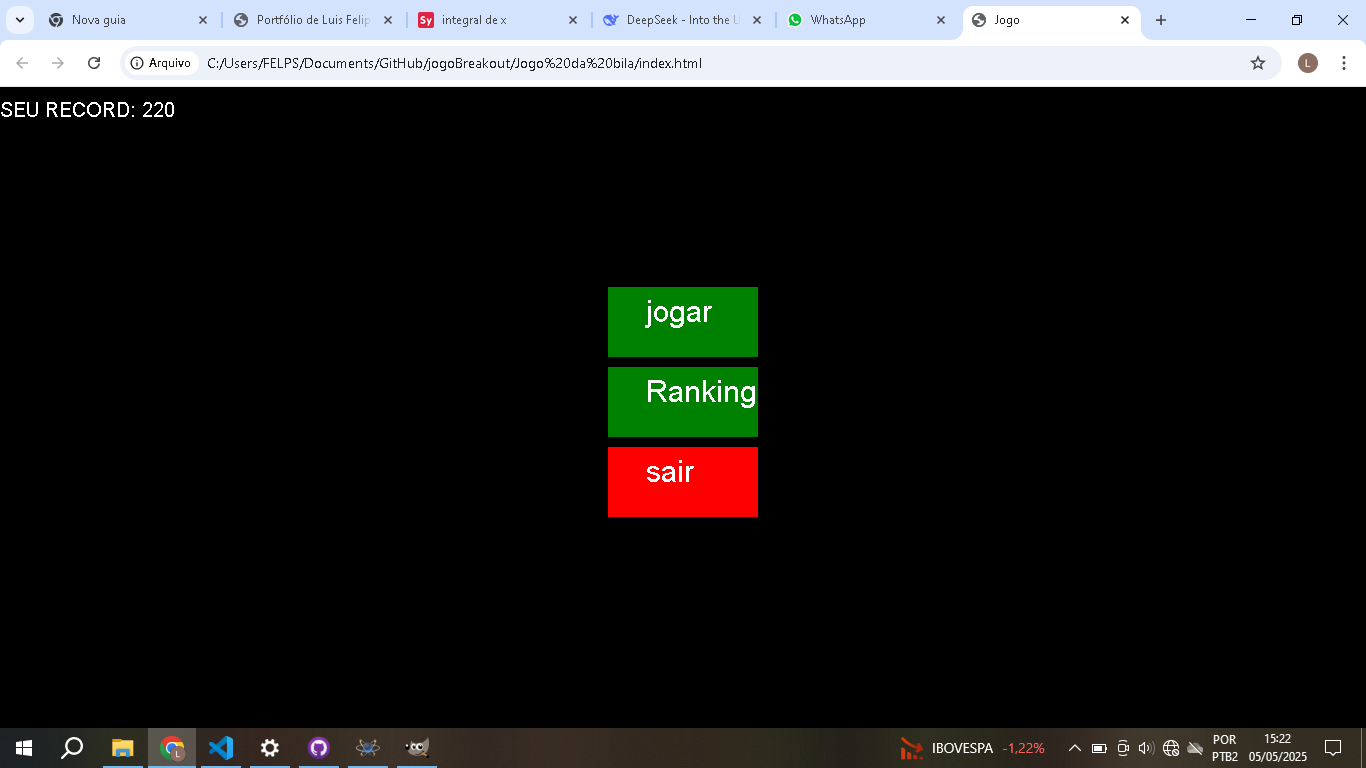 Nova guia
Portfólio de Luis Felip
Sy integral de x
DeepSeek - Into the U
WhatsApp
Jogo
Arquivo C:/Users/FELPS/Documents/GitHub/jogoBreakout/Jogo%20da%20bila/index.html L
SEU RECORD: 220
jogar
Ranking
sair
L
IBOVESPA -1,22%
POR
PTB2
15:22
05/05/2025